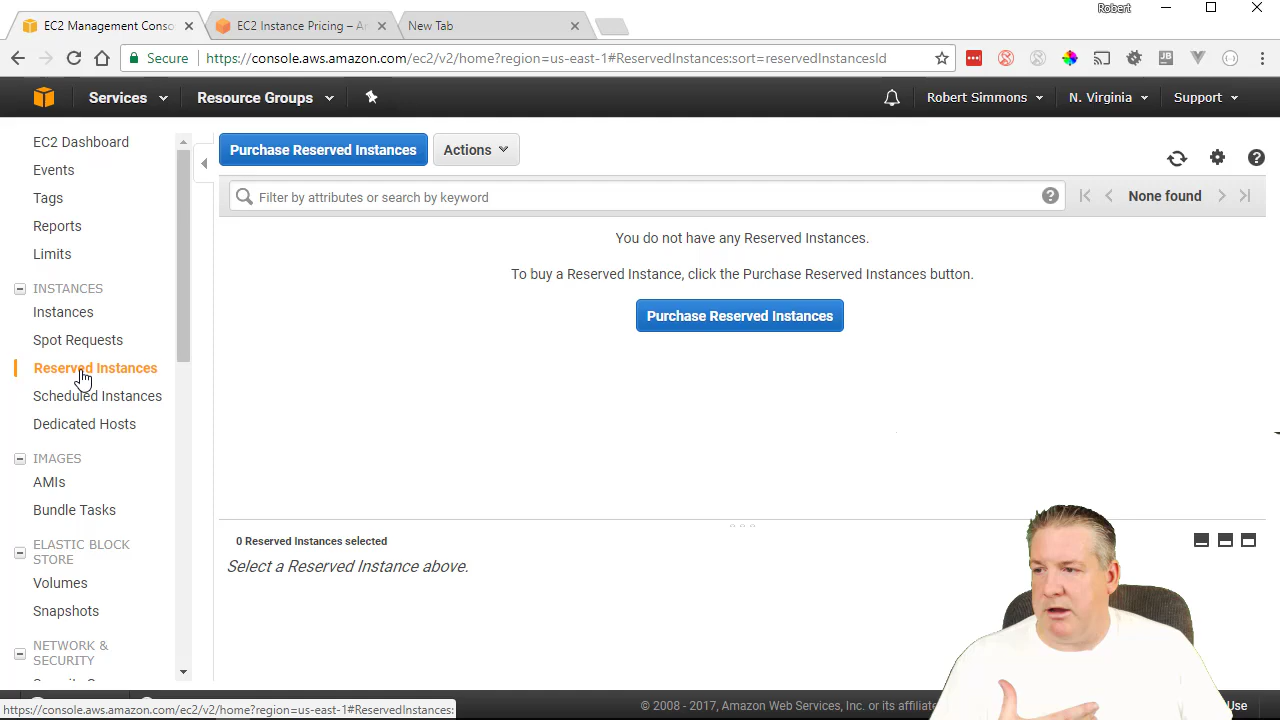 Robert
EC2 Management Conso
EC2 Instance Pricing – A
New Tab
Secure
https://console.aws.amazon.com/ec2/v2/home?region=us-east-1#ReservedInstances:sort=reservedInstancesId
Services
Resource Groups
Robert Simmons
N. Virginia
Support
EC2 Dashboard
Events
Tags
Reports
Limits
INSTANCES
Instances
Spot Requests
Reserved Instances
Scheduled Instances
Dedicated Hosts
IMAGES
AMIs
Bundle Tasks
ELASTIC BLOCK
STORE
Volumes
Snapshots
NETWORK &
SECURITY
Purchase Reserved Instances
Actions
Filter by attributes or search by keyword
None found
You do not have any Reserved Instances.
To buy a Reserved Instance, click the Purchase Reserved Instances button.
Purchase Reserved Instances
0 Reserved Instances selected
Select a Reserved Instance above.
https://console.aws.amazon.com/ec2/v2/home?region=us-east-1#ReservedInstances:
© 2008 - 2017, Amazon Web Services, Inc. or its affiliate
Use